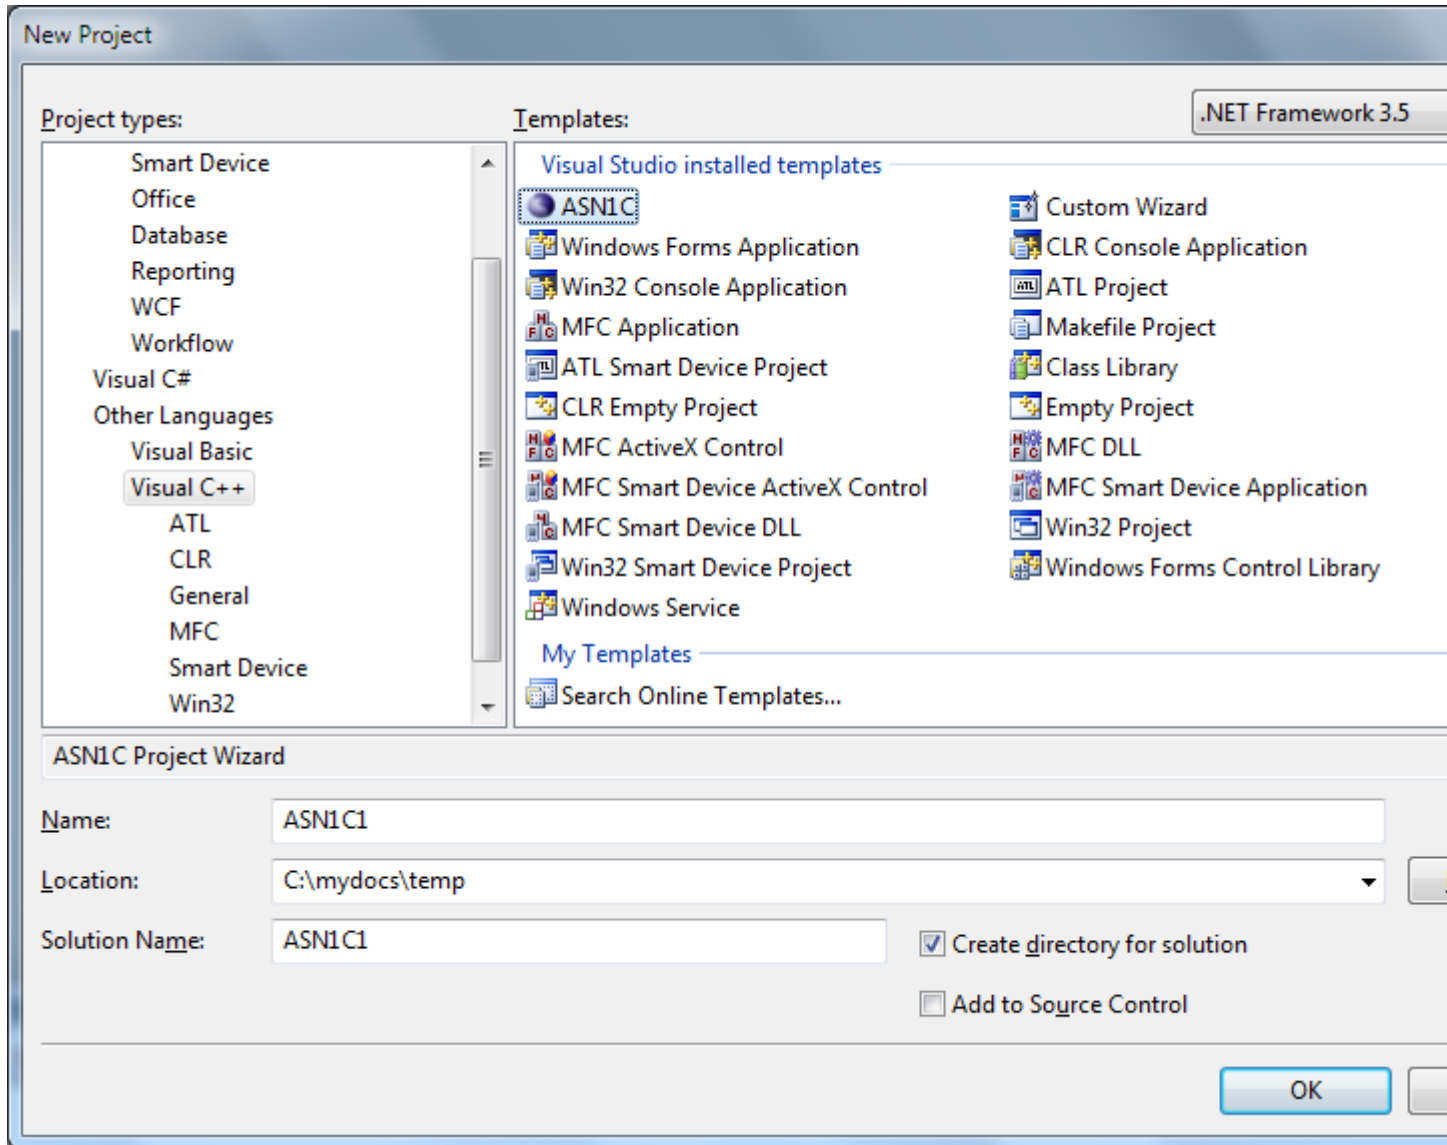 New Project
Project types:
Templates:
.NET Framework 3.5
Smart Device
Office
Database
Reporting
WCF
Workflow
Visual C#
Other Languages
Visual Basic
Visual C++
ATL
CLR
General
MFC
Smart Device
Win32
Visual Studio installed templates
ASN1C
Custom Wizard
Windows Forms Application
CLR Console Application
Win32 Console Application
ATL Project
MFC Application
Makefile Project
ATL Smart Device Project
Class Library
CLR Empty Project
Empty Project
MFC ActiveX Control
MFC DLL
MFC Smart Device ActiveX Control
MFC Smart Device Application
MFC Smart Device DLL
Win32 Project
Win32 Smart Device Project
Windows Forms Control Library
Windows Service
My Templates
Search Online Templates...
ASN1C Project Wizard
Name:
ASN1C1
Location:
C:\mydocs\temp
Solution Name:
ASN1C1
Create directory for solution
Add to Source Control
OK